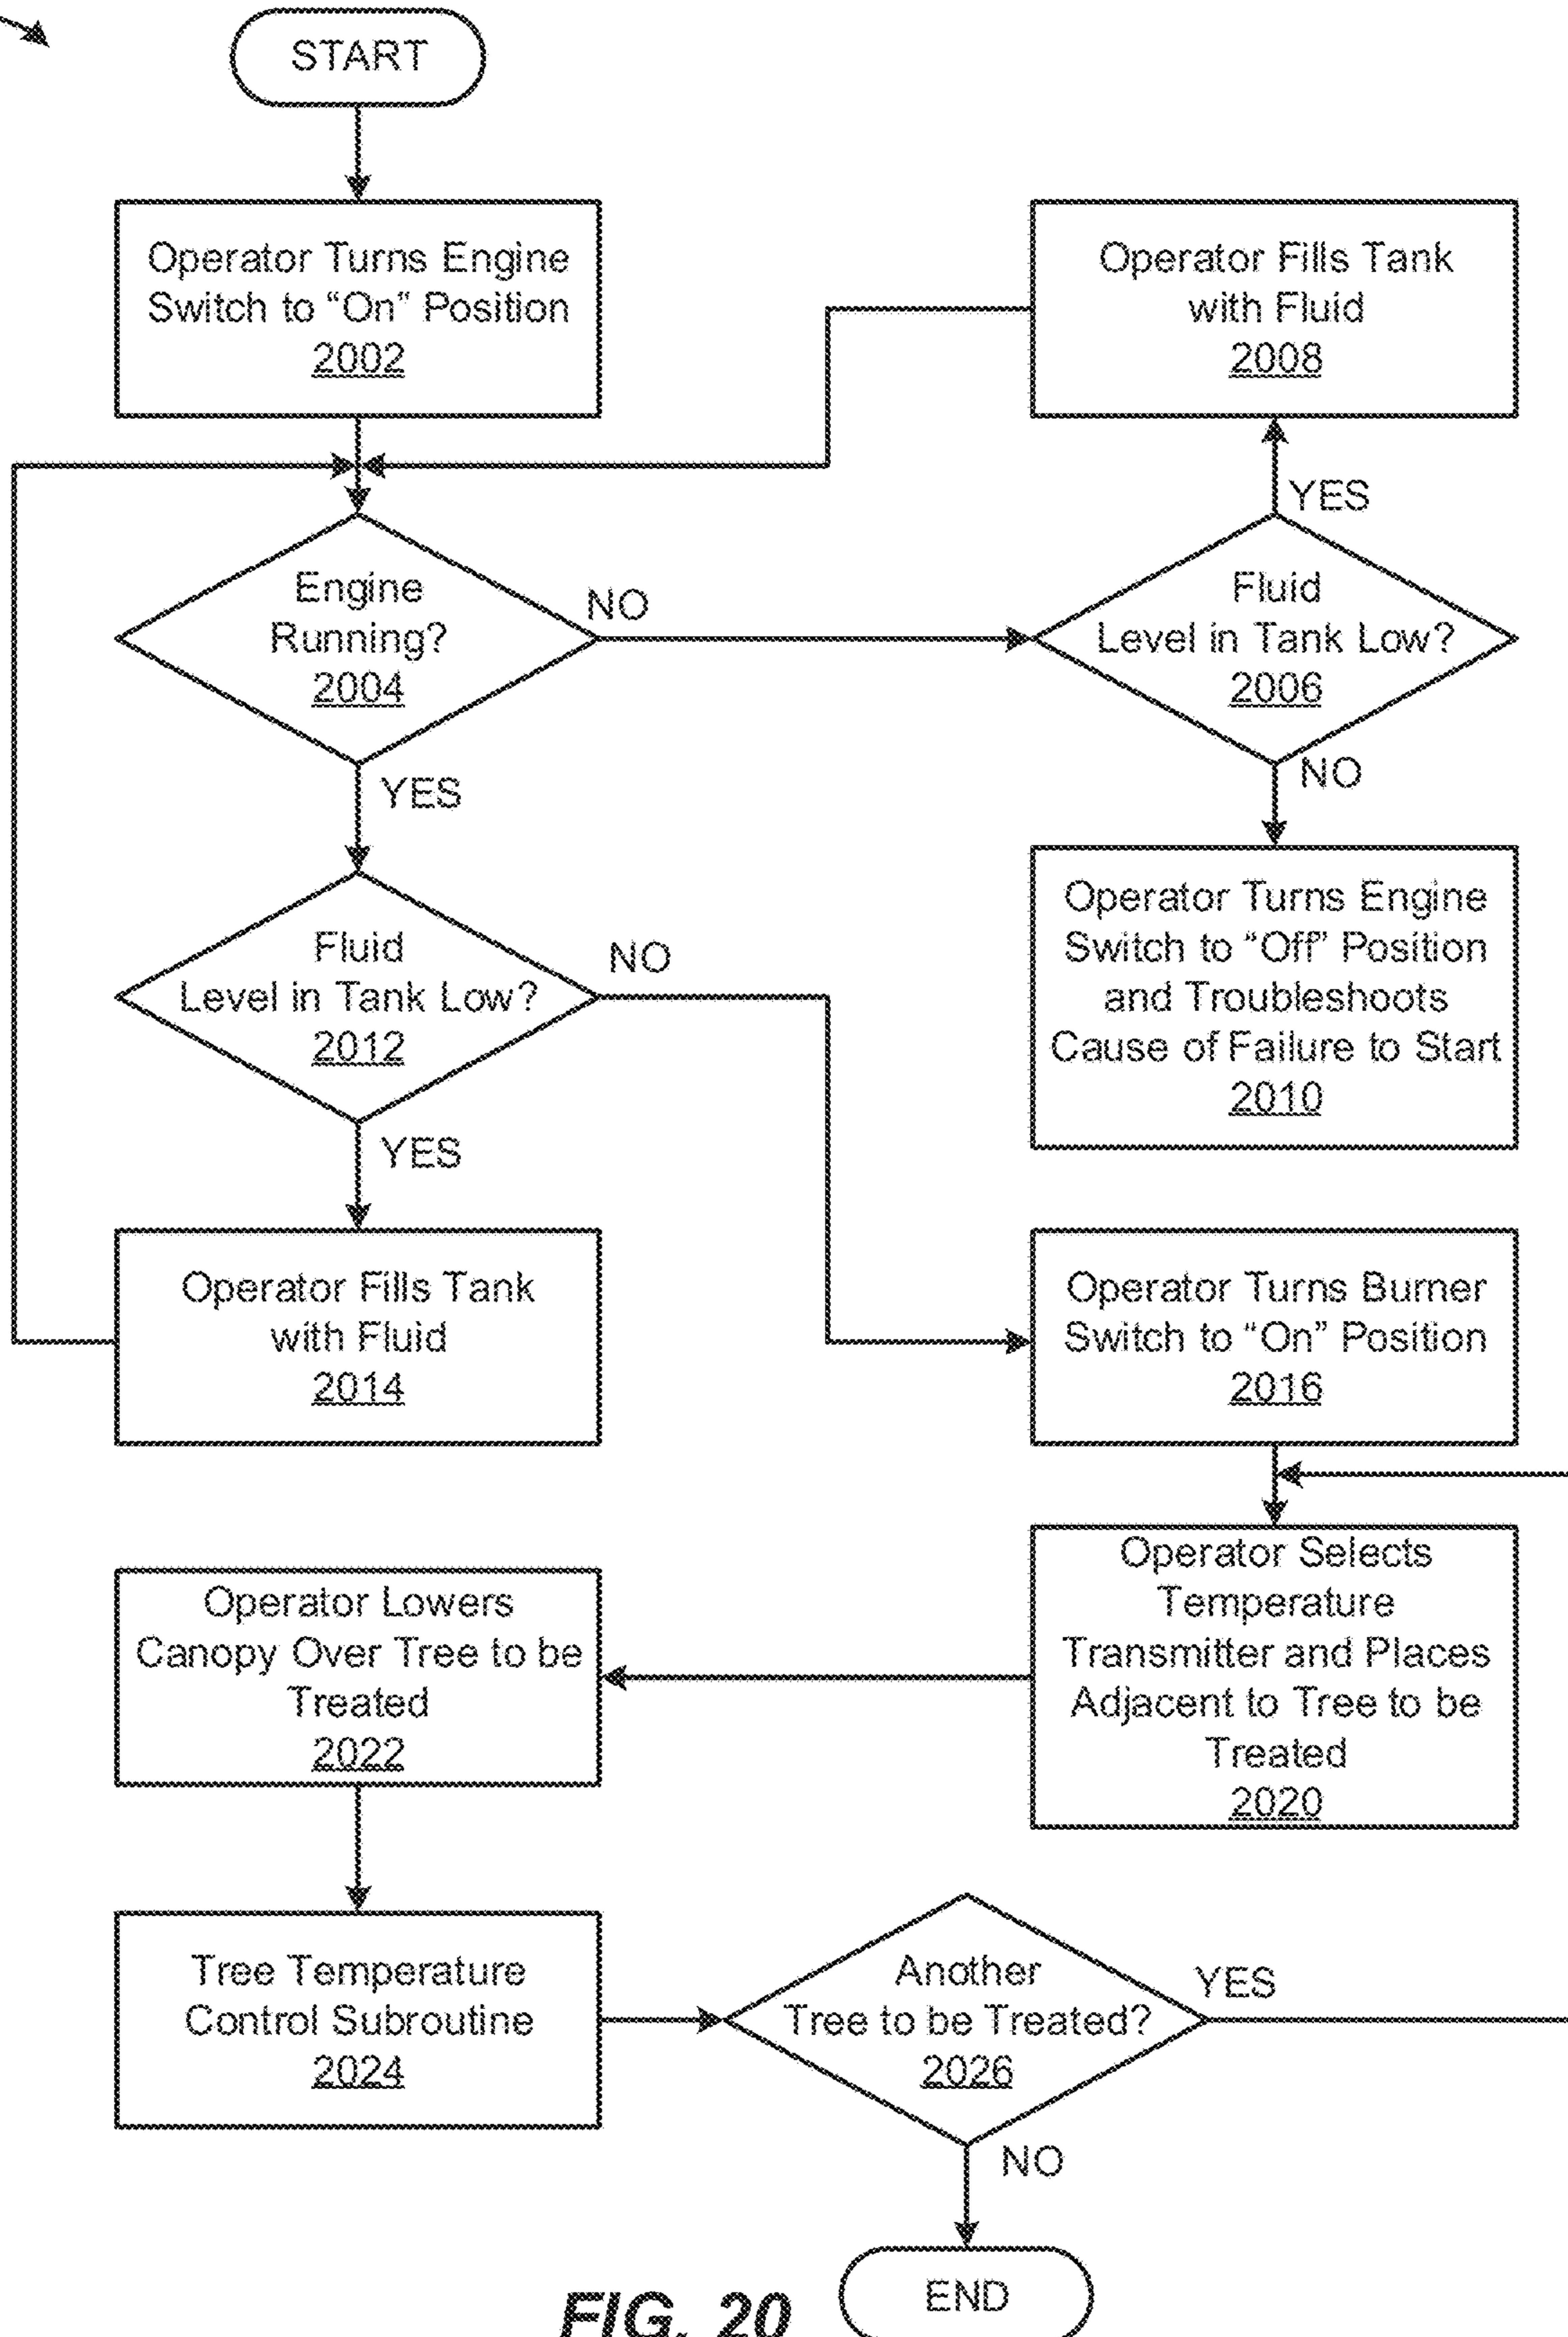 START
Operator Turns Engine
Switch to “On” Position
2002
Operator Fills Tank
with Fluid
2008
YES
Engine
Running?
2004
NO
Fluid
Level in Tank Low?
2006
YES
NO
Fluid
Level in Tank Low?
2012
NO
Operator Turns Engine
Switch to “Off” Position
and Troubleshoots
Cause of Failure to Start
2010
YES
Operator Fills Tank
with Fluid
2014
Operator Turns Burner
Switch to “On” Position
2016
Operator Lowers
Canopy Over Tree to be
Treated
2022
Operator Selects
Temperature
Transmitter and Places
Adjacent to Tree to be
Treated
2020
Tree Temperature
Control Subroutine
2024
Another
Tree to be Treated?
2026
YES
NO
END
FIG. 20